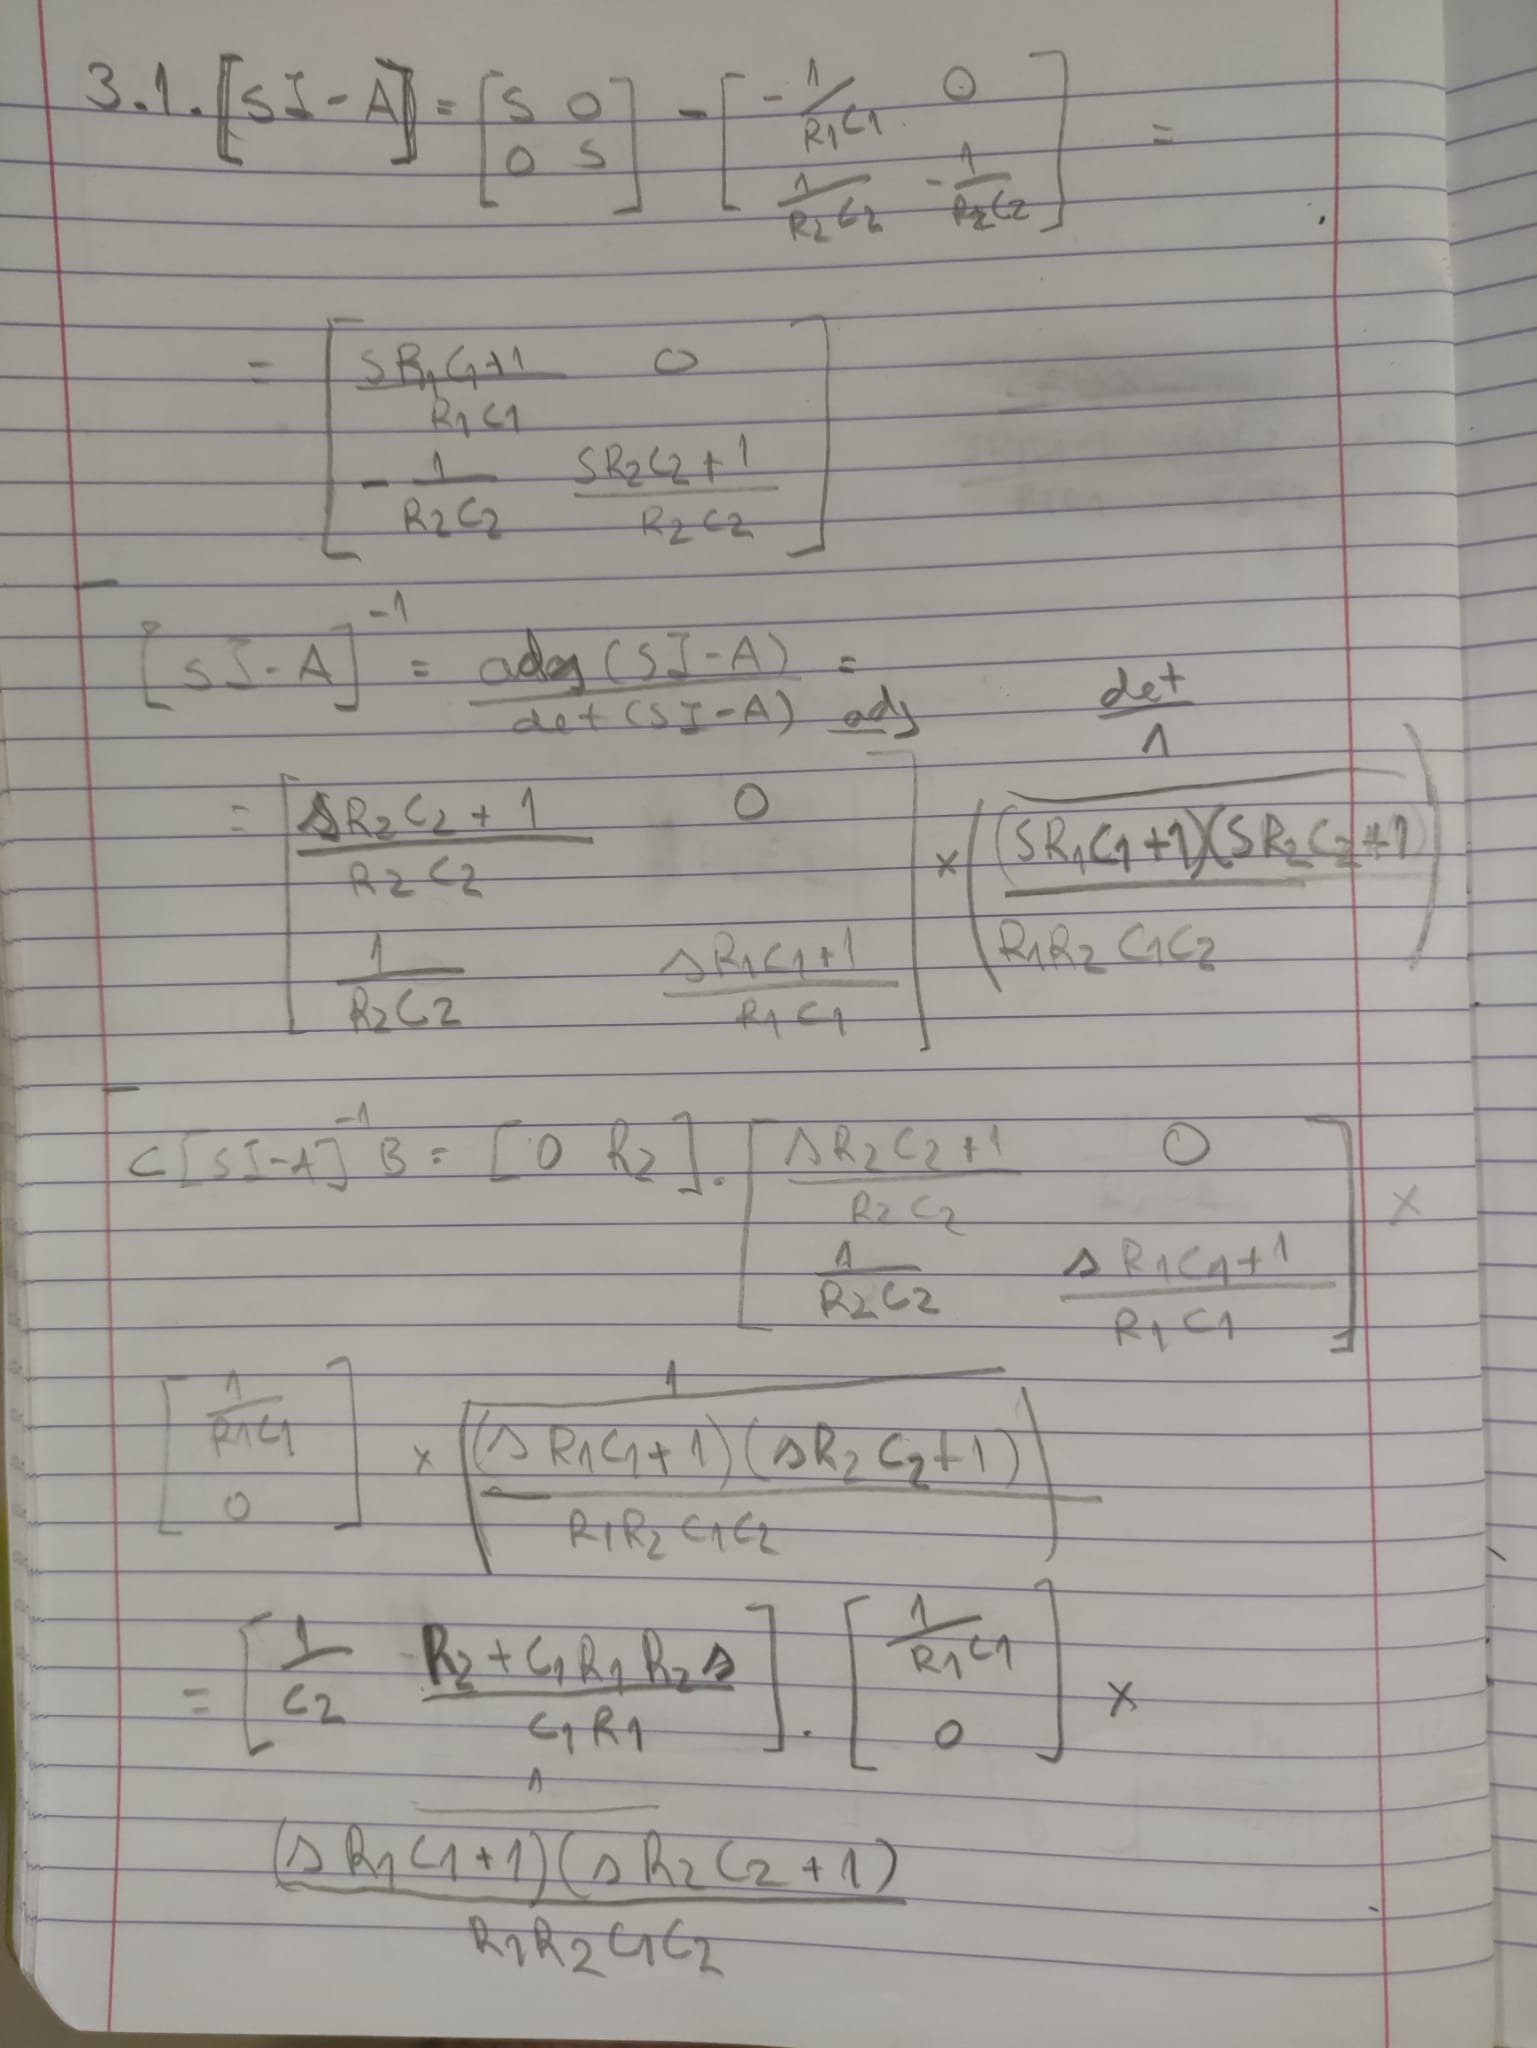 3.1. [SI-A] = [S 0; 0 S] - [-1/R1C1 0; 1/R2C2 -1/R2C2] =
= [SR1C1+1/R1C1 0; -1/R2C2 SR2C2+1/R2C2]
[SI-A]^-1 = adj(SI-A)/det(SI-A) =
adj det
= [SR2C2+1/R2C2 0; 1/R2C2 SR1C1+1/R1C1] × (1/((SR1C1+1)(SR2C2+1)/R1R2C1C2))
C[SI-A]^-1 B = [0 R2] . [SR2C2+1/R2C2 0; 1/R2C2 SR1C1+1/R1C1] ×
[1/R1C1; 0] × (1/((SR1C1+1)(SR2C2+1)/R1R2C1C2))
= [1/C2 R2+C1R1R2S/C1R1] . [1/R1C1; 0] ×
1/((SR1C1+1)(SR2C2+1)/R1R2C1C2)